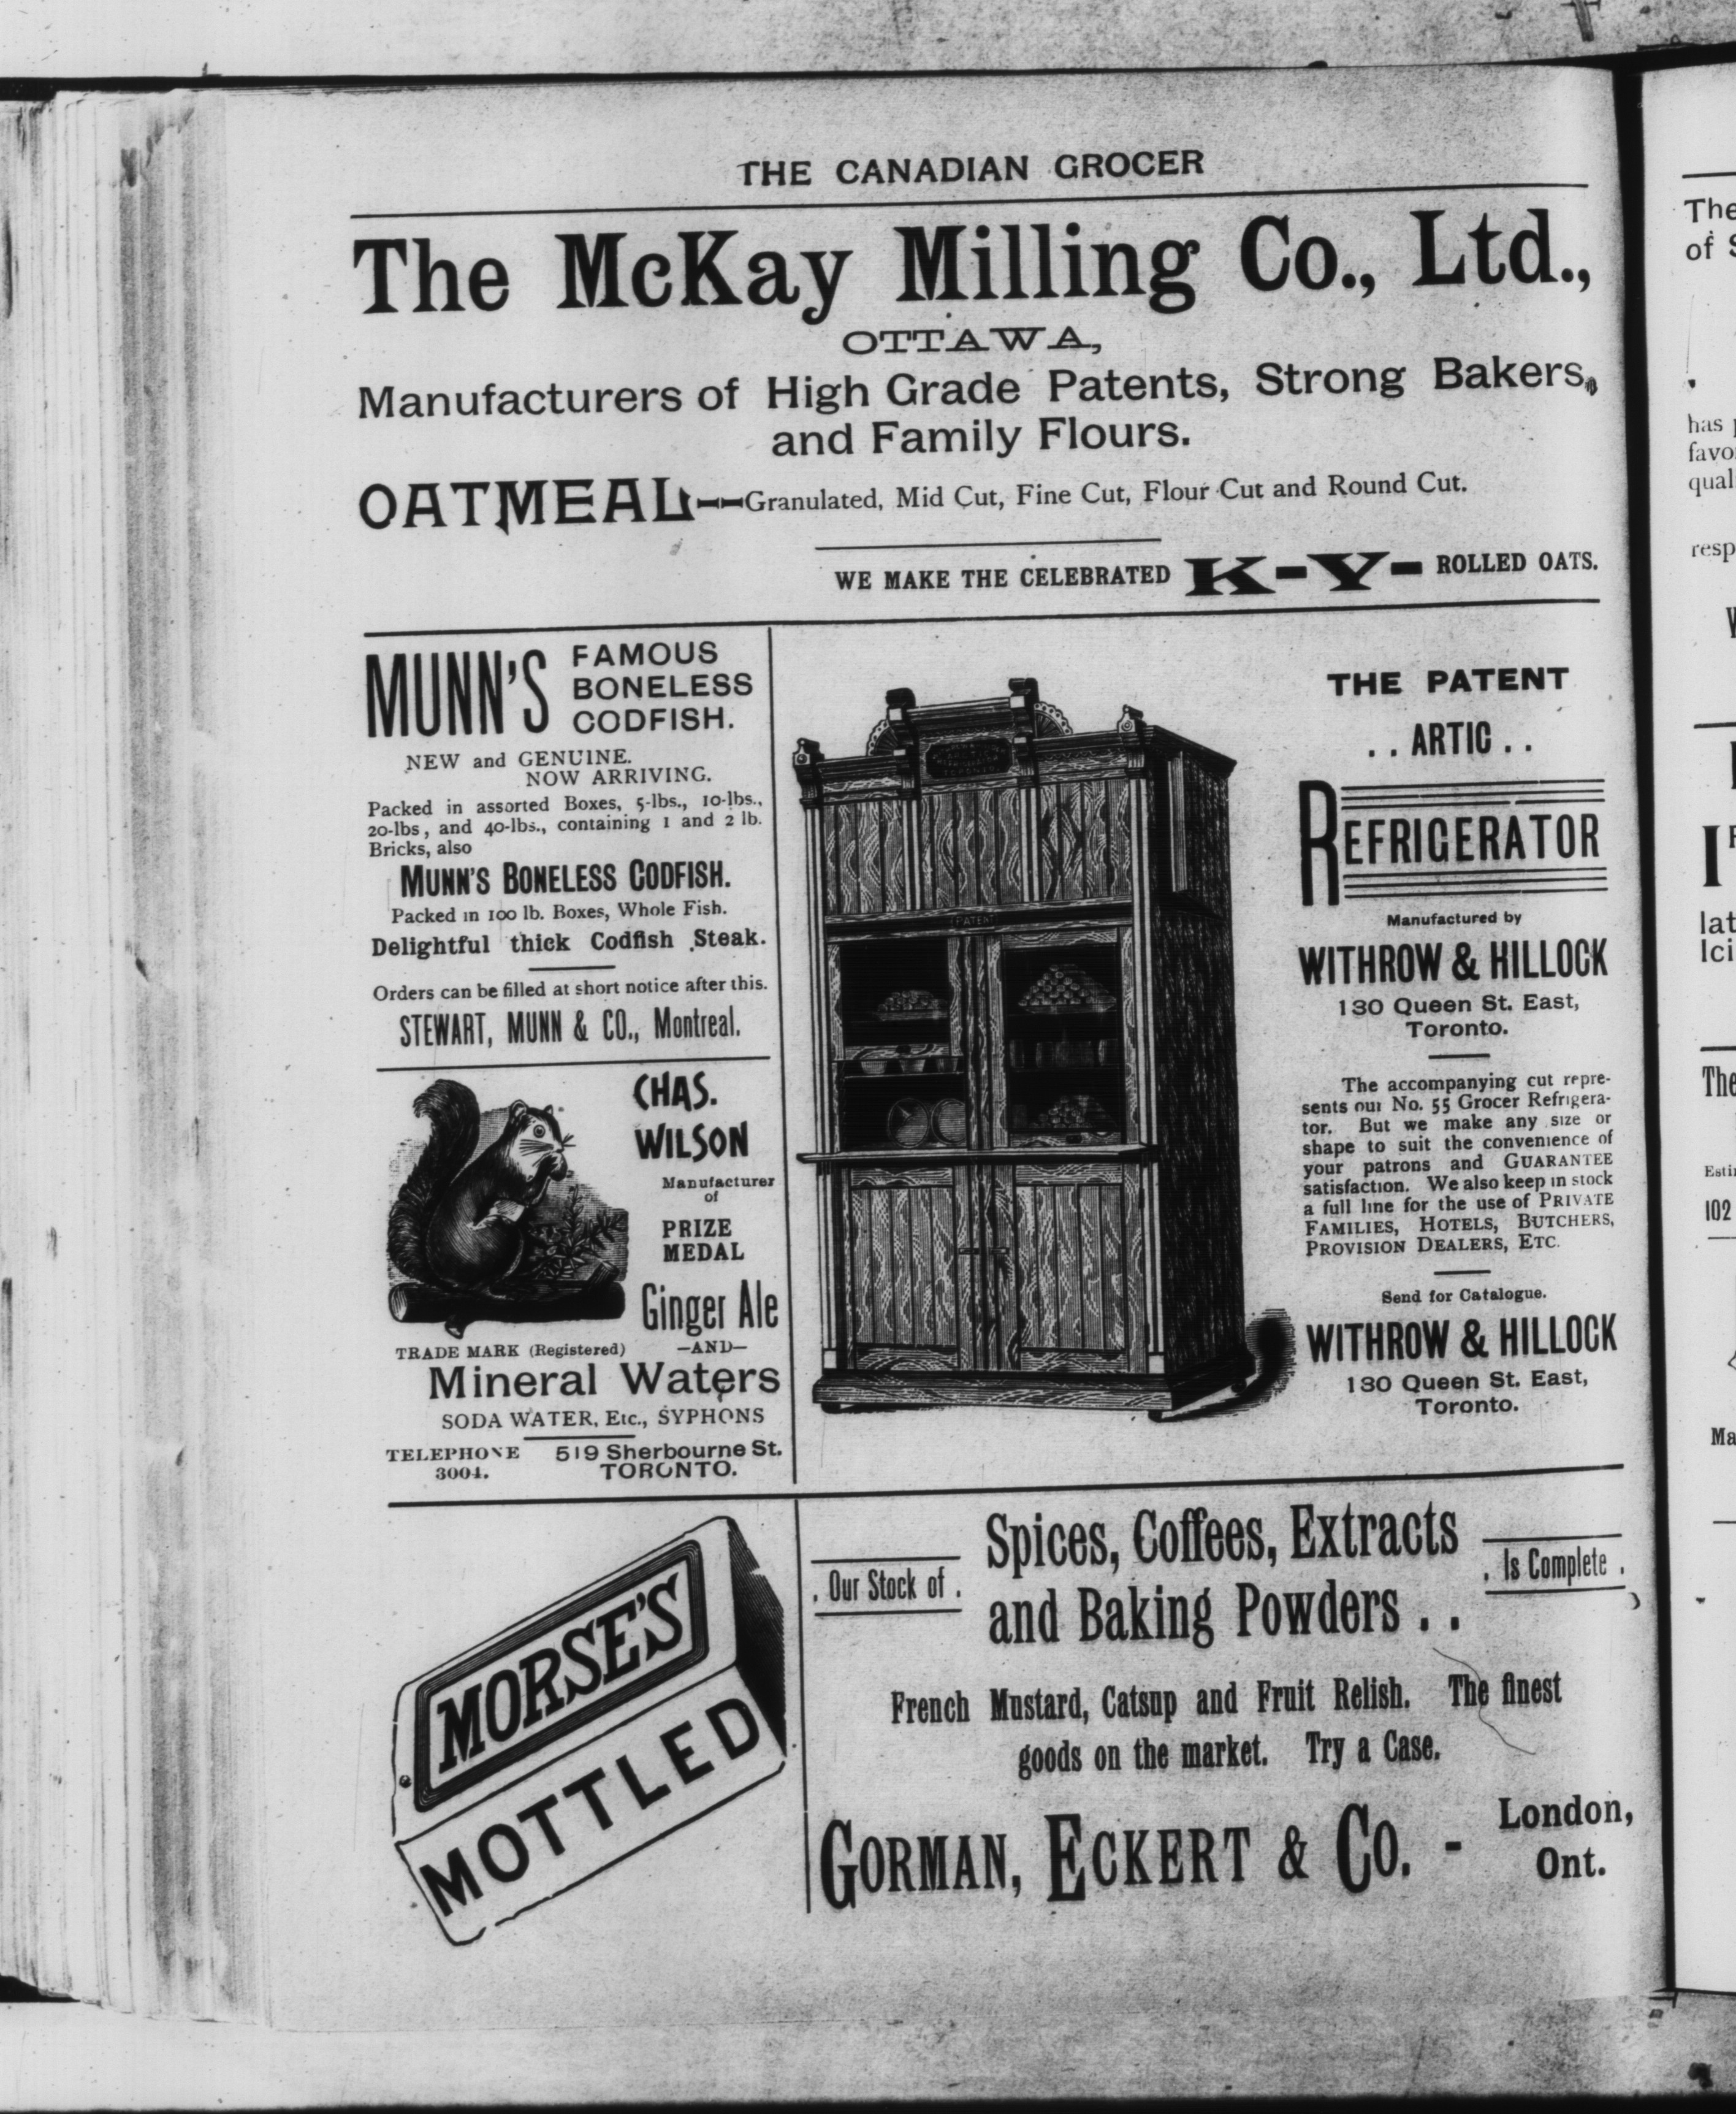 THE CANADIAN GROCER
The McKay Milling Co., Ltd.,
OTTAWA,
Manufacturers of High Grade Patents, Strong Bakers,
and Family Flours.
OATMEAL--Granulated, Mid Cut, Fine Cut, Flour Cut and Round Cut.
WE MAKE THE CELEBRATED K-Y- ROLLED OATS.
MUNN'S FAMOUS
BONELESS
CODFISH.
NEW and GENUINE.
NOW ARRIVING.
Packed in assorted Boxes, 5-lbs., 10-lbs.,
20-lbs, and 40-lbs., containing 1 and 2 lb.
Bricks, also
MUNN'S BONELESS CODFISH.
Packed in 100 lb. Boxes, Whole Fish.
Delightful thick Codfish Steak.
Orders can be filled at short notice after this.
STEWART, MUNN & CO., Montreal.
CHAS.
WILSON
Manufacturer
of
PRIZE
MEDAL
Ginger Ale
TRADE MARK (Registered)
—AND—
Mineral Waters
SODA WATER, Etc., SYPHONS
TELEPHONE
3004.
519 Sherbourne St.
TORONTO.
PATENT
THE PATENT
. . ARTIC . .
REFRIGERATOR
Manufactured by
WITHROW & HILLOCK
130 Queen St. East,
Toronto.
The accompanying cut repre-
sents our No. 55 Grocer Refrigera-
tor. But we make any size or
shape to suit the convenience of
your patrons and GUARANTEE
satisfaction. We also keep in stock
a full line for the use of PRIVATE
FAMILIES, HOTELS, BUTCHERS,
PROVISION DEALERS, ETC.
Send for Catalogue.
WITHROW & HILLOCK
130 Queen St. East,
Toronto.
MORSE'S
MOTTLED
. Our Stock of .
Spices, Coffees, Extracts
and Baking Powders . .
. Is Complete .
French Mustard, Catsup and Fruit Relish. The finest
goods on the market. Try a Case.
GORMAN, ECKERT & CO. - London,
Ont.
The
of
has
favo
qual
resp
lat
Ici
The
Esti
102
Ma